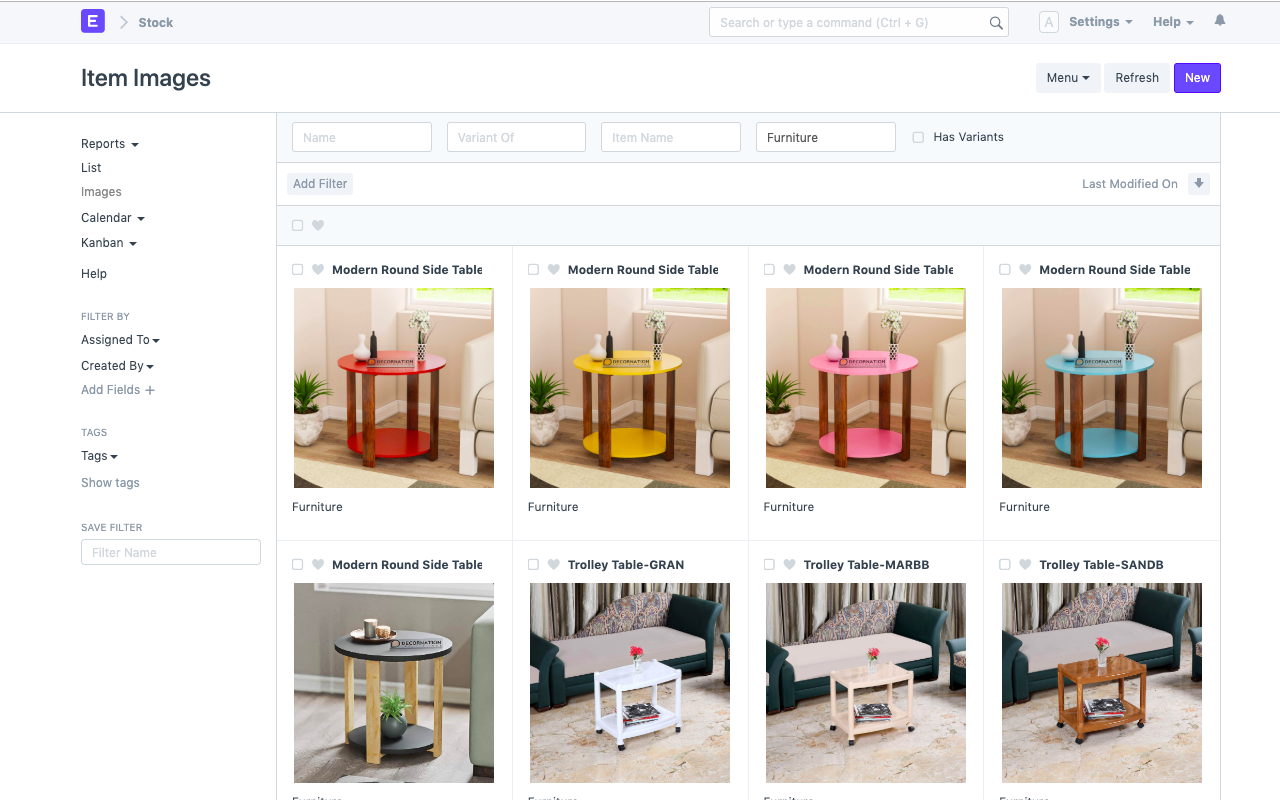 E
Stock
Search or type a command (Ctrl + G)
A
Settings
Help
Item Images
Menu
Refresh
New
Reports
List
Images
Calendar
Kanban
Help
FILTER BY
Assigned To
Created By
Add Fields
TAGS
Tags
Show tags
SAVE FILTER
Filter Name
Name
Variant Of
Item Name
Furniture
Has Variants
Add Filter
Last Modified On
Modern Round Side Table
Modern Round Side Table
Modern Round Side Table
Modern Round Side Table
DECORNATION
DECORNATION
DECORNATION
DECORNATION
Furniture
Furniture
Furniture
Furniture
Modern Round Side Table
Trolley Table-GRAN
Trolley Table-MARBB
Trolley Table-SANDB
DECORNATION
Furniture
Furniture
Furniture
Furniture